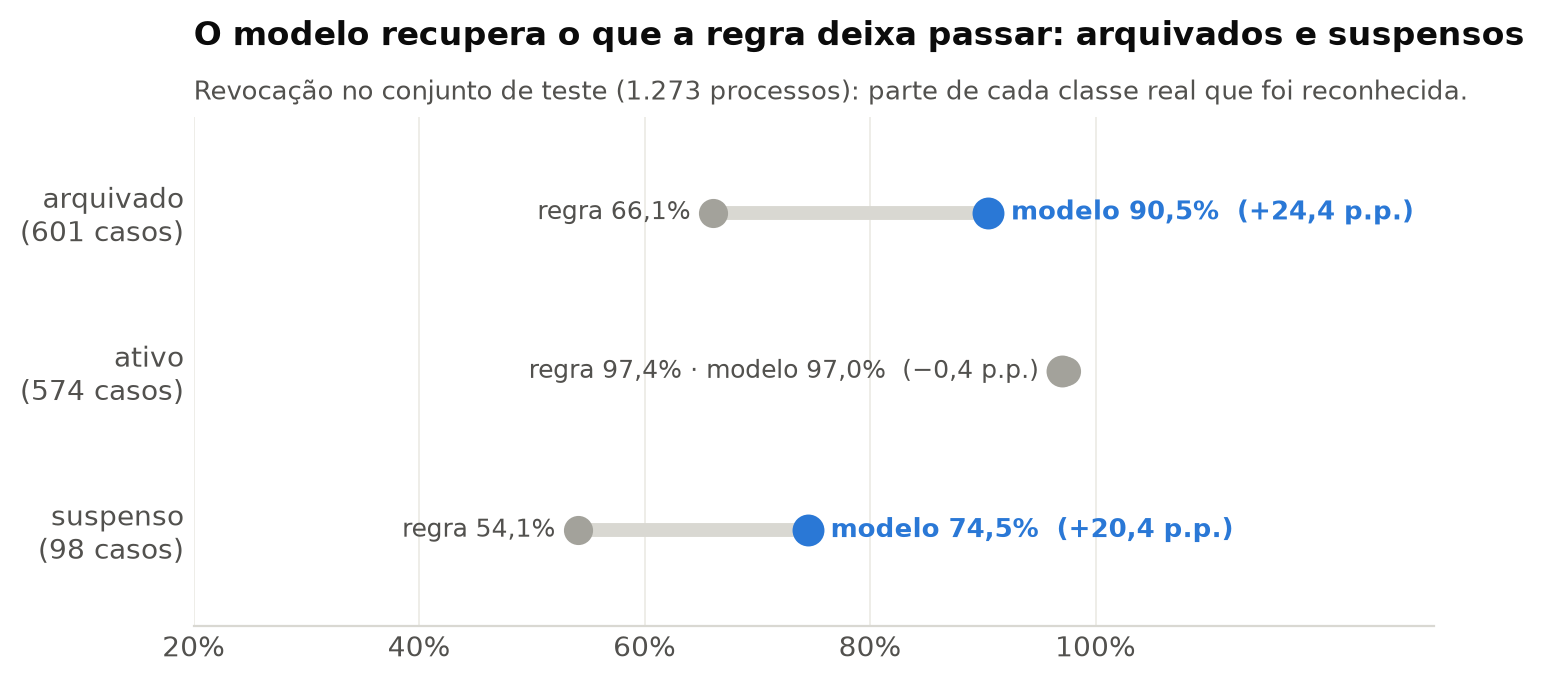 O modelo recupera o que a regra deixa passar: arquivados e suspensos
Revocação no conjunto de teste (1.273 processos): parte de cada classe real que foi reconhecida.
arquivado
(601 casos)
regra 66,1%
modelo 90,5%  (+24,4 p.p.)
ativo
(574 casos)
regra 97,4% · modelo 97,0%  (−0,4 p.p.)
suspenso
(98 casos)
regra 54,1%
modelo 74,5%  (+20,4 p.p.)
20%
40%
60%
80%
100%